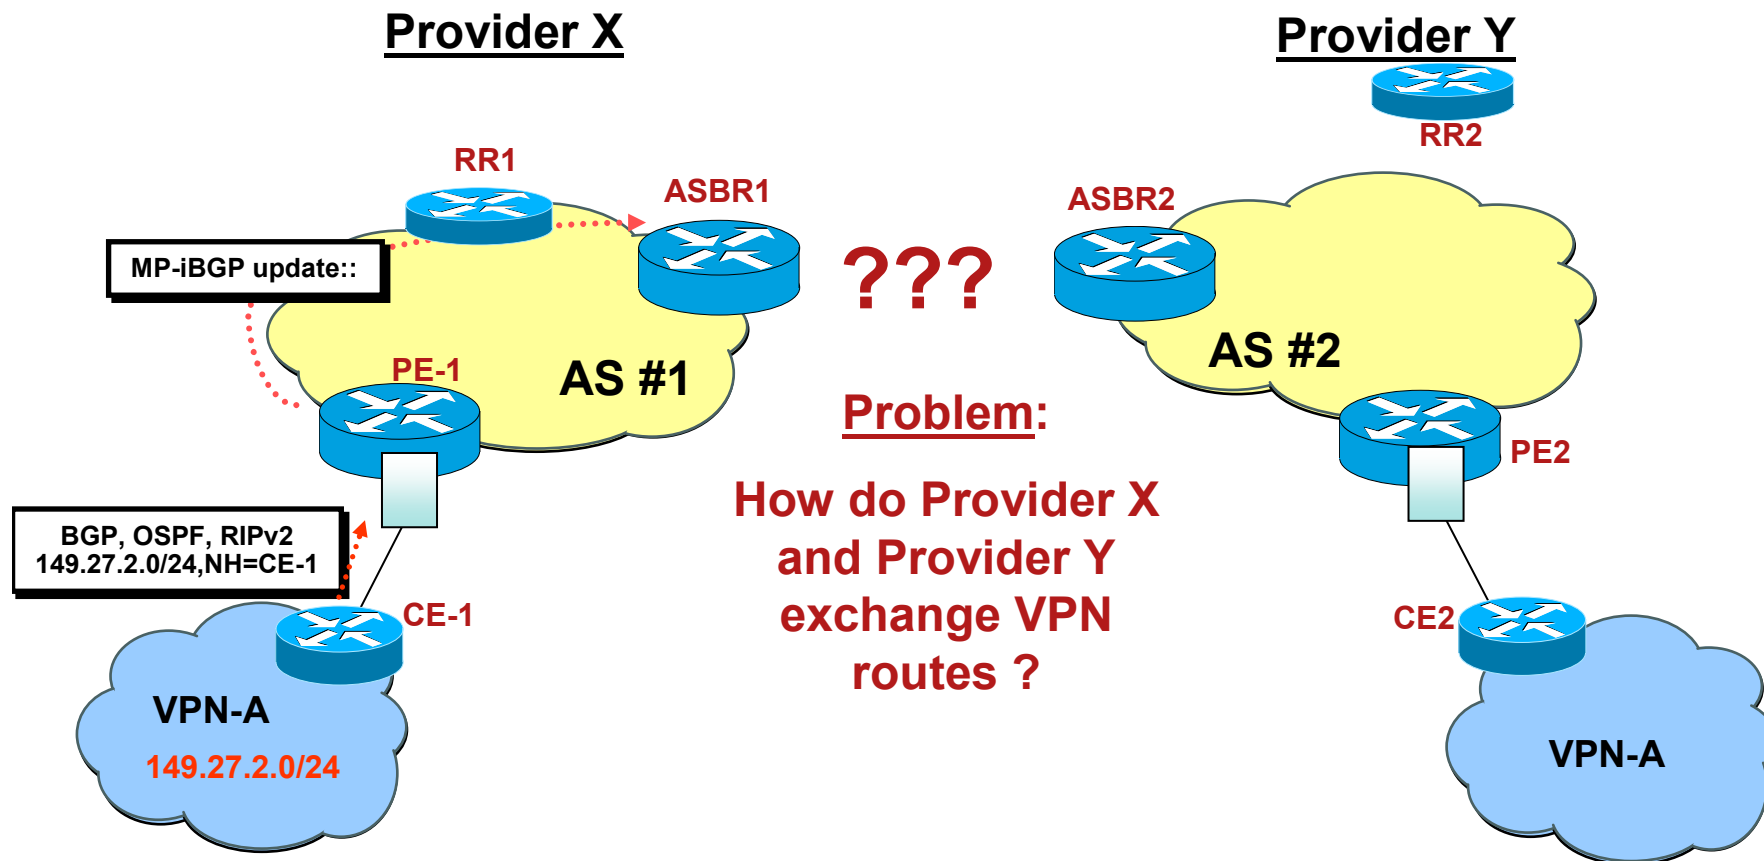 Provider X
Provider Y
RR2
RR1
ASBR1
ASBR2
MP-iBGP update::
???
AS #1
AS #2
PE-1
Problem:
PE2
How do Provider X
and Provider Y
exchange VPN
routes ?
BGP, OSPF, RIPv2
149.27.2.0/24,NH=CE-1
CE-1
CE2
VPN-A
149.27.2.0/24
VPN-A